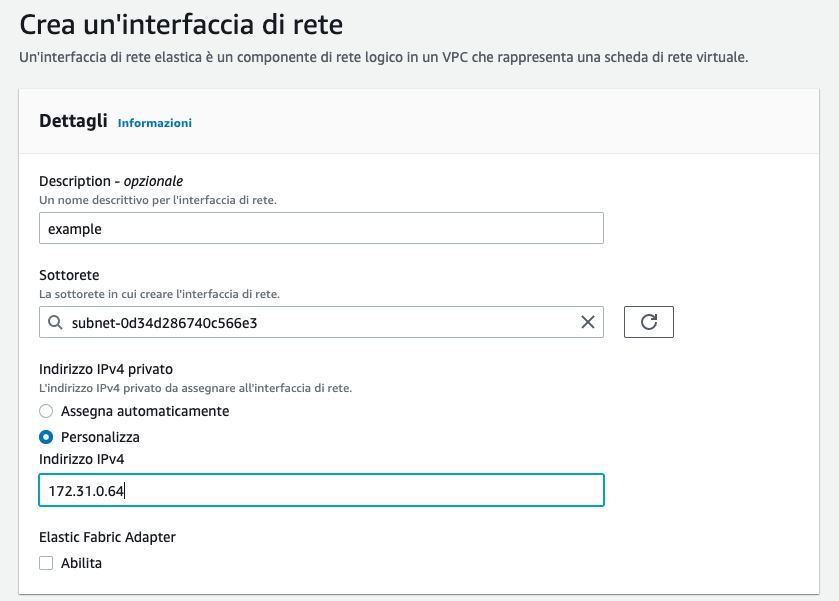 Crea un'interfaccia di rete
Un'interfaccia di rete elastica è un componente di rete logico in un VPC che rappresenta una scheda di rete virtuale.
Dettagli Informazioni
Description - opzionale
Un nome descrittivo per l'interfaccia di rete.
example
Sottorete
La sottorete in cui creare l'interfaccia di rete.
subnet-0d34d286740c566e3
Indirizzo IPv4 privato
L'indirizzo IPv4 privato da assegnare all'interfaccia di rete.
Assegna automaticamente
Personalizza
Indirizzo IPv4
172.31.0.64
Elastic Fabric Adapter
Abilita